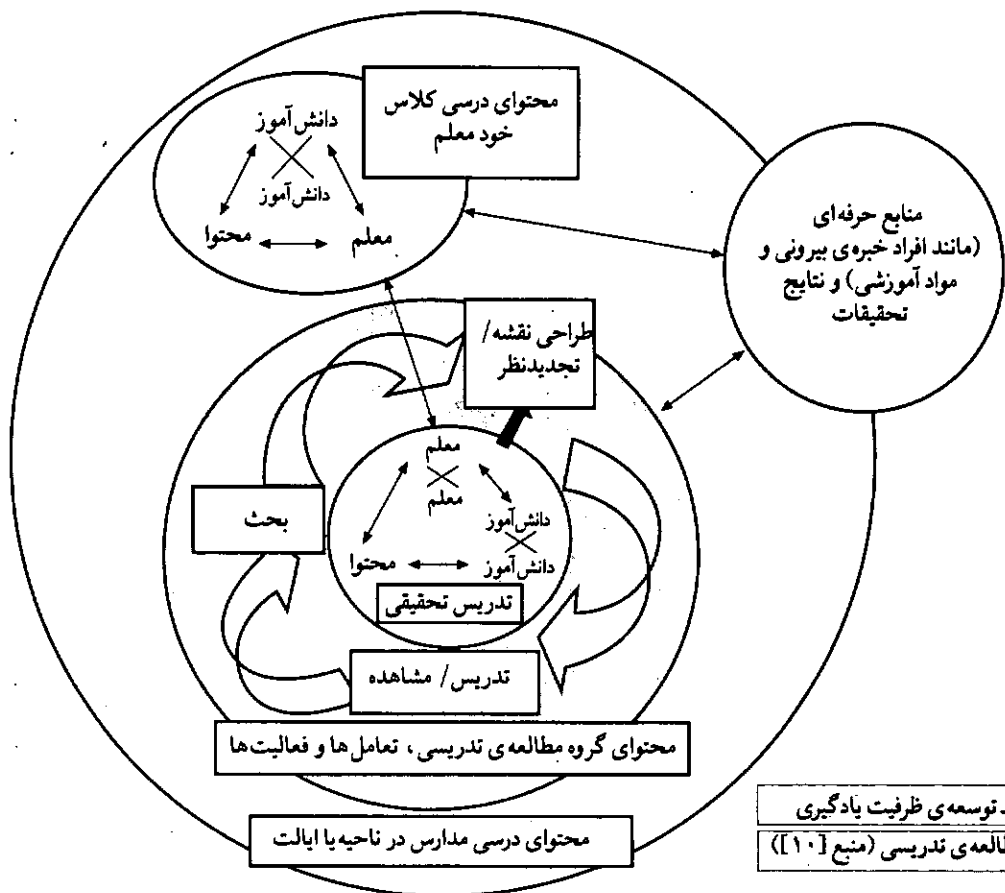 محتوای درسی کلاس
خود معلم
دانش‌آموز
دانش‌آموز
محتوا
معلم
منابع حرفه‌ای
(مانند افراد خبره‌ی بیرونی و
مواد آموزشی) و نتایج
تحقیقات
طراحی نقشه/
تجدیدنظر
معلم
معلم
دانش‌آموز
دانش‌آموز
محتوا
بحث
تدریس تحقیقی
تدریس/ مشاهده
محتوای گروه مطالعه‌ی تدریسی، تعامل‌ها و فعالیت‌ها
محتوای درسی مدارس در ناحیه یا ایالت
توسعه‌ی ظرفیت یادگیری
تدریسی (منبع [۱۰])